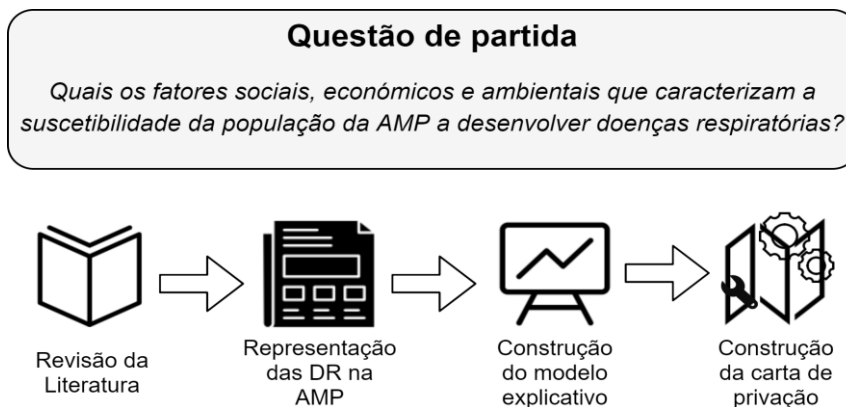 Questão de partida
Quais os fatores sociais, económicos e ambientais que caracterizam a
suscetibilidade da população da AMP a desenvolver doenças respiratórias?
Revisão da
Literatura
Representação
das DR na
AMP
Construção
do modelo
explicativo
Construção
da carta de
privação